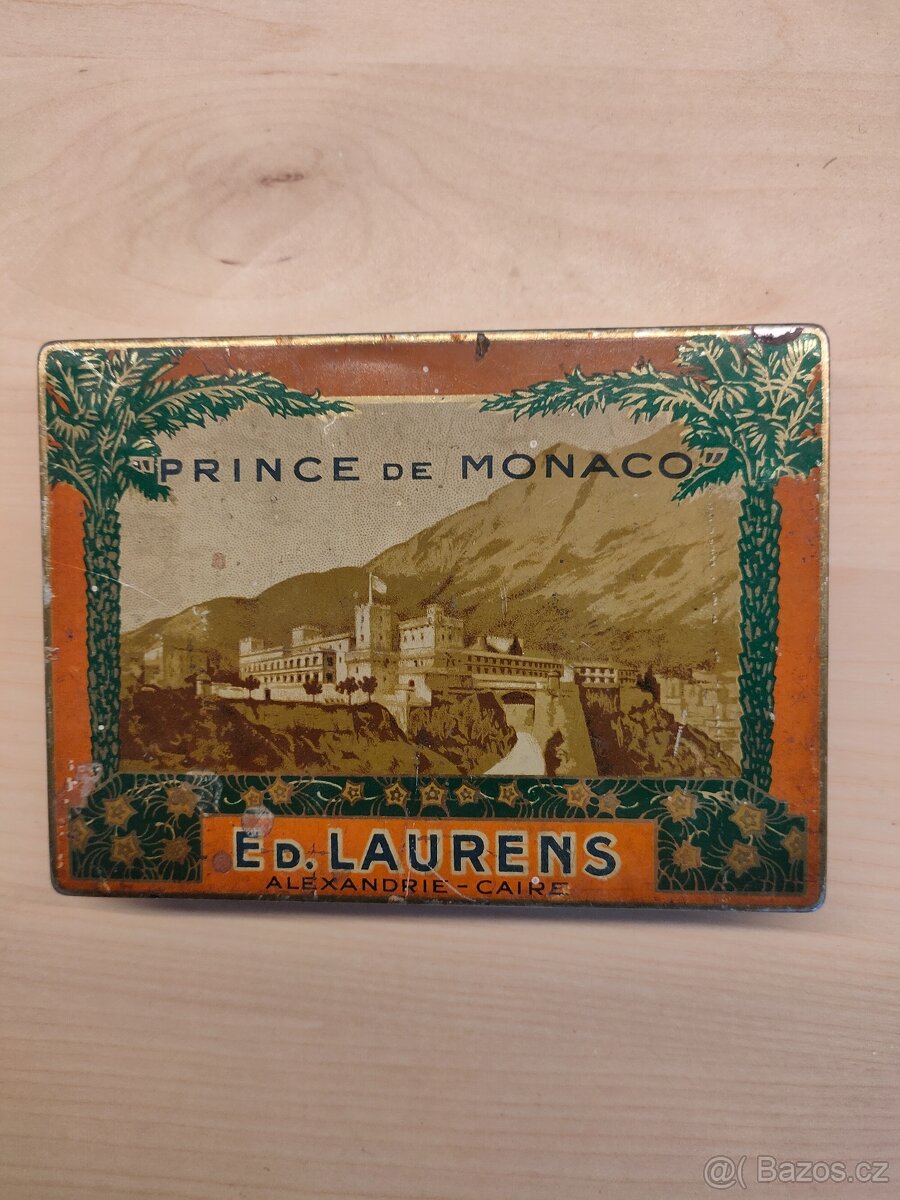 "PRINCE DE MONACO"
ED. LAURENS
ALEXANDRIE - CAIRE
@( Bazos.cz